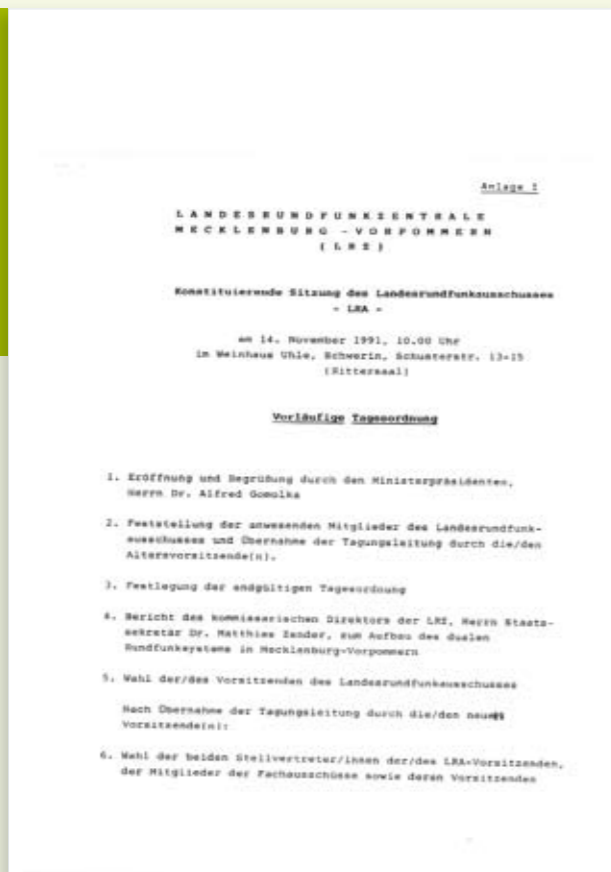 Anlage I
LANDESRUNDFUNKZENTRALE
MECKLENBURG-VORPOMMERN
(LRZ)
Konstituierende Sitzung des Landesrundfunkausschusses
- LRA -
am 14. November 1991, 10.00 Uhr
im Weinhaus Uhle, Schwerin, Schusterstr. 13-15
(Rittersaal)
Vorläufige Tagesordnung
1. Eröffnung und Begrüßung durch den Ministerpräsidenten,
Herrn Dr. Alfred Gomolka
2. Feststellung der anwesenden Mitglieder des Landesrundfunk-
ausschusses und Übernahme der Tagungsleitung durch die/den
Altersvorsitzende(n).
3. Festlegung der endgültigen Tagesordnung
4. Bericht des kommissarischen Direktors der LRZ, Herrn Staats-
sekretär Dr. Matthias Zender, zum Aufbau des dualen
Rundfunksystems in Mecklenburg-Vorpommern
5. Wahl der/des Vorsitzenden des Landesrundfunkausschusses
Nach Übernahme der Tagungsleitung durch die/den neue
Vorsitzende(n):
6. Wahl der beiden Stellvertreter/innen der/des LRA-Vorsitzenden,
der Mitglieder der Fachausschüsse sowie deren Vorsitzenden